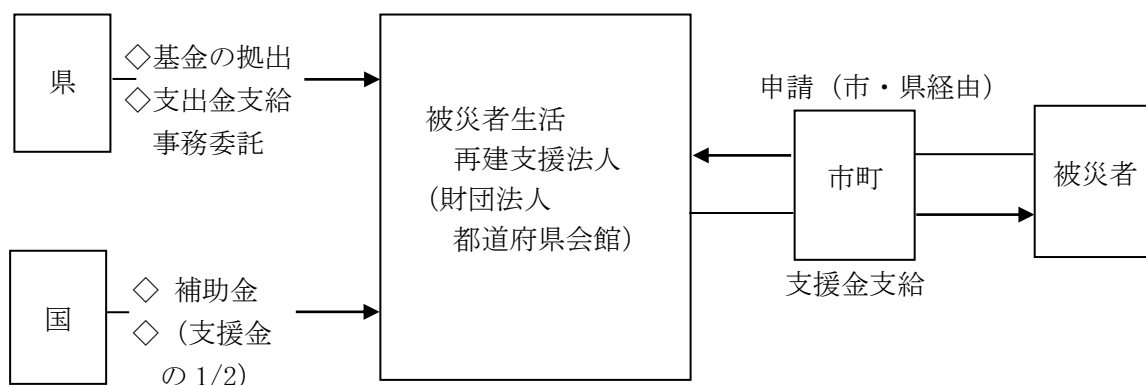 県
◇基金の拠出
◇支出金支給
事務委託
国
◇ 補助金
◇（支援金
の 1/2）
被災者生活
再建支援法人
（財団法人
都道府県会館）
申請（市・県経由）
市町
支援金支給
被災者